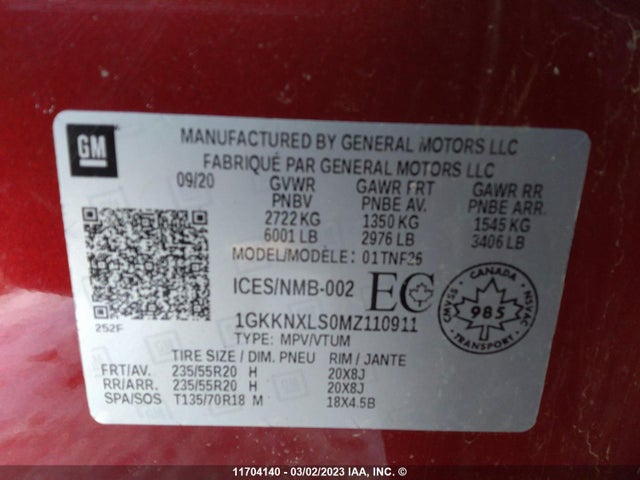 GM
MANUFACTURED BY GENERAL MOTORS LLC
FABRIQUÉ PAR GENERAL MOTORS LLC
09/20 GVWR GAWR FRT GAWR RR
PNBV PNBE AV. PNBE ARR.
2722 KG 1350 KG 1545 KG
6001 LB 2976 LB 3406 LB
MODEL/MODÈLE: 01TNF26
ICES/NMB-002 EC
CANADA
985
SVMAC
NSVAC
252F 1GKKNXLS0MZ110911
TYPE: MPV/VTUM
TIRE SIZE / DIM. PNEU RIM / JANTE
FRT/AV. 235/55R20 H 20X8J
RR/ARR. 235/55R20 H 20X8J
SPA/SOS T135/70R18 M 18X4.5B
11704140 - 03/02/2023 IAA, INC. ©